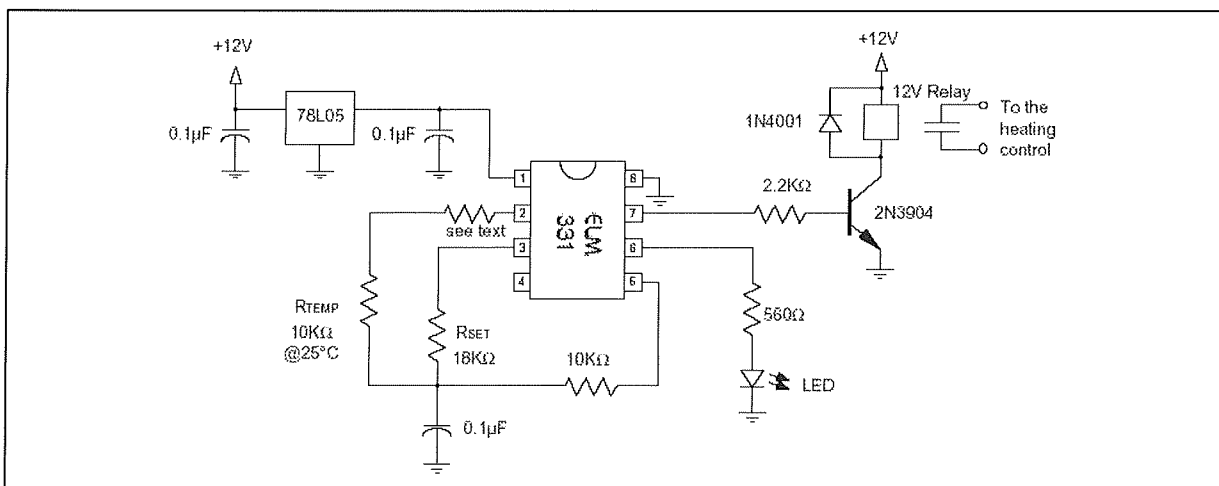 +12V
78L05
0.1µF
0.1µF
1
2
3
4
8
7
6
5
331
see text
RTEMP
10KΩ
@25°C
RSET
18KΩ
10KΩ
0.1µF
2.2KΩ
560Ω
LED
+12V
12V Relay
1N4001
To the
heating
control
2N3904